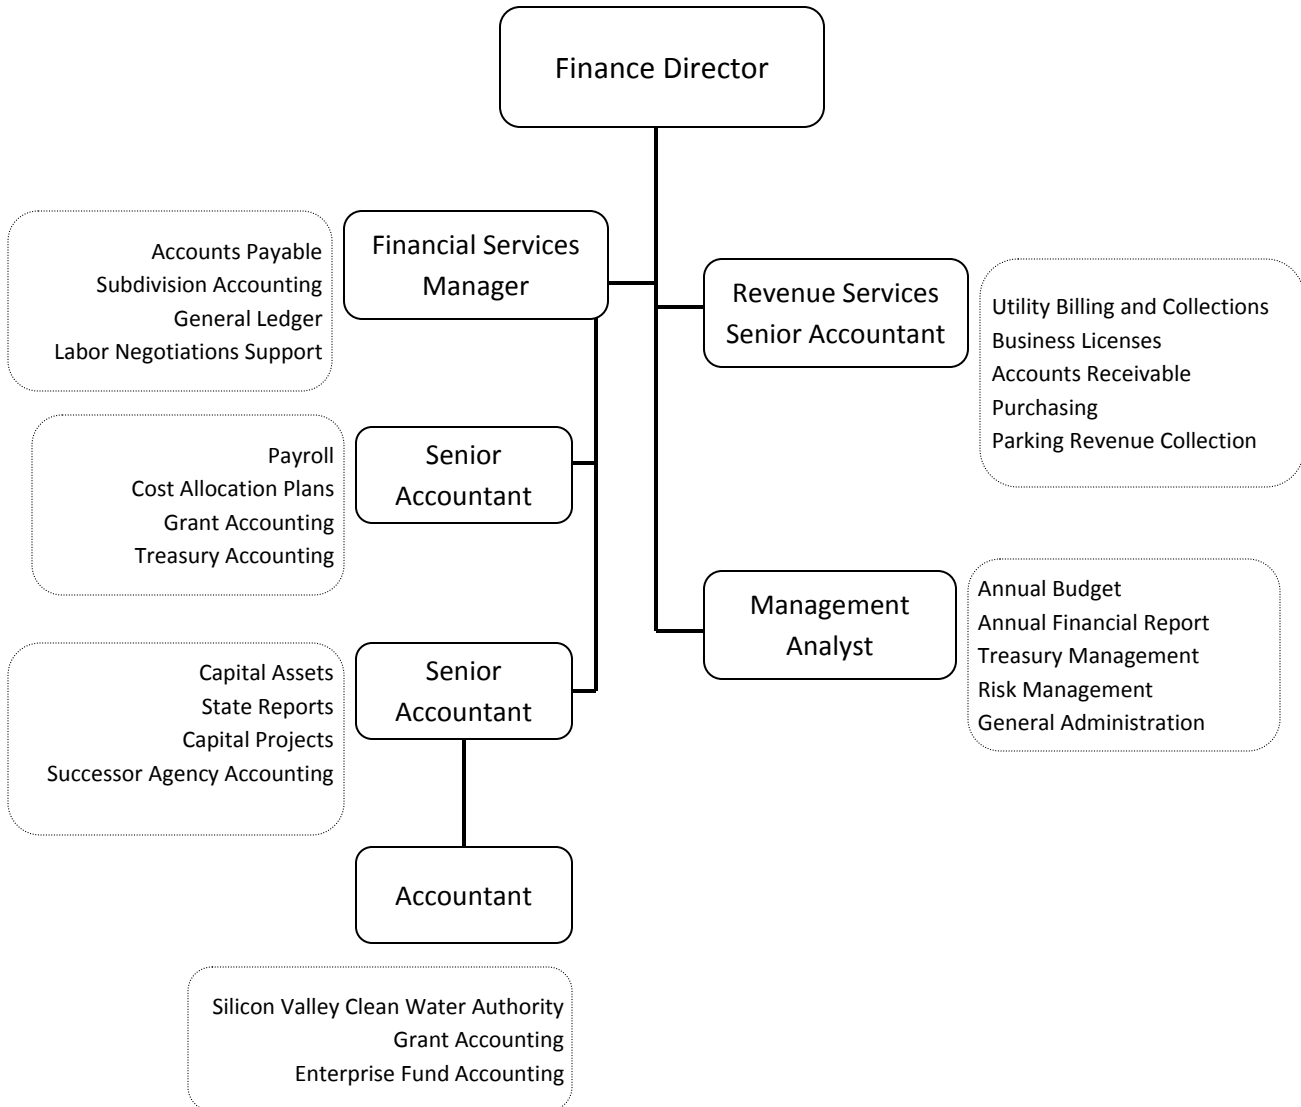 Finance Director
Accounts Payable
Subdivision Accounting
General Ledger
Labor Negotiations Support
Financial Services
Manager
Revenue Services
Senior Accountant
Utility Billing and Collections
Business Licenses
Accounts Receivable
Purchasing
Parking Revenue Collection
Payroll
Cost Allocation Plans
Grant Accounting
Treasury Accounting
Senior
Accountant
Management
Analyst
Annual Budget
Annual Financial Report
Treasury Management
Risk Management
General Administration
Capital Assets
State Reports
Capital Projects
Successor Agency Accounting
Senior
Accountant
Accountant
Silicon Valley Clean Water Authority
Grant Accounting
Enterprise Fund Accounting